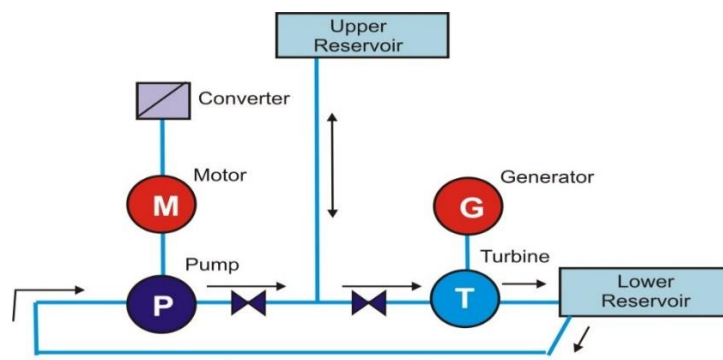 Upper
Reservoir
Converter
Motor
Generator
M
G
Pump
Turbine
P
T
Lower
Reservoir